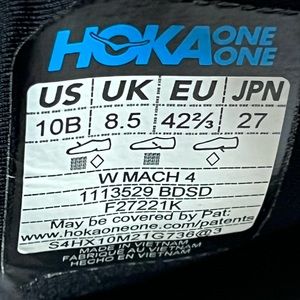 HOKA ONE ONE
US UK EU JPN
10B 8.5 42⅔ 27
W MACH 4
1113529 BDSD
F27221K
May be covered by Pat:
www.hokaoneone.com/patents
S4HX10M21G736@3
MADE IN VIETNAM
FABRIQUÉ AU VIETNAM
HECHO EN VIETNAM